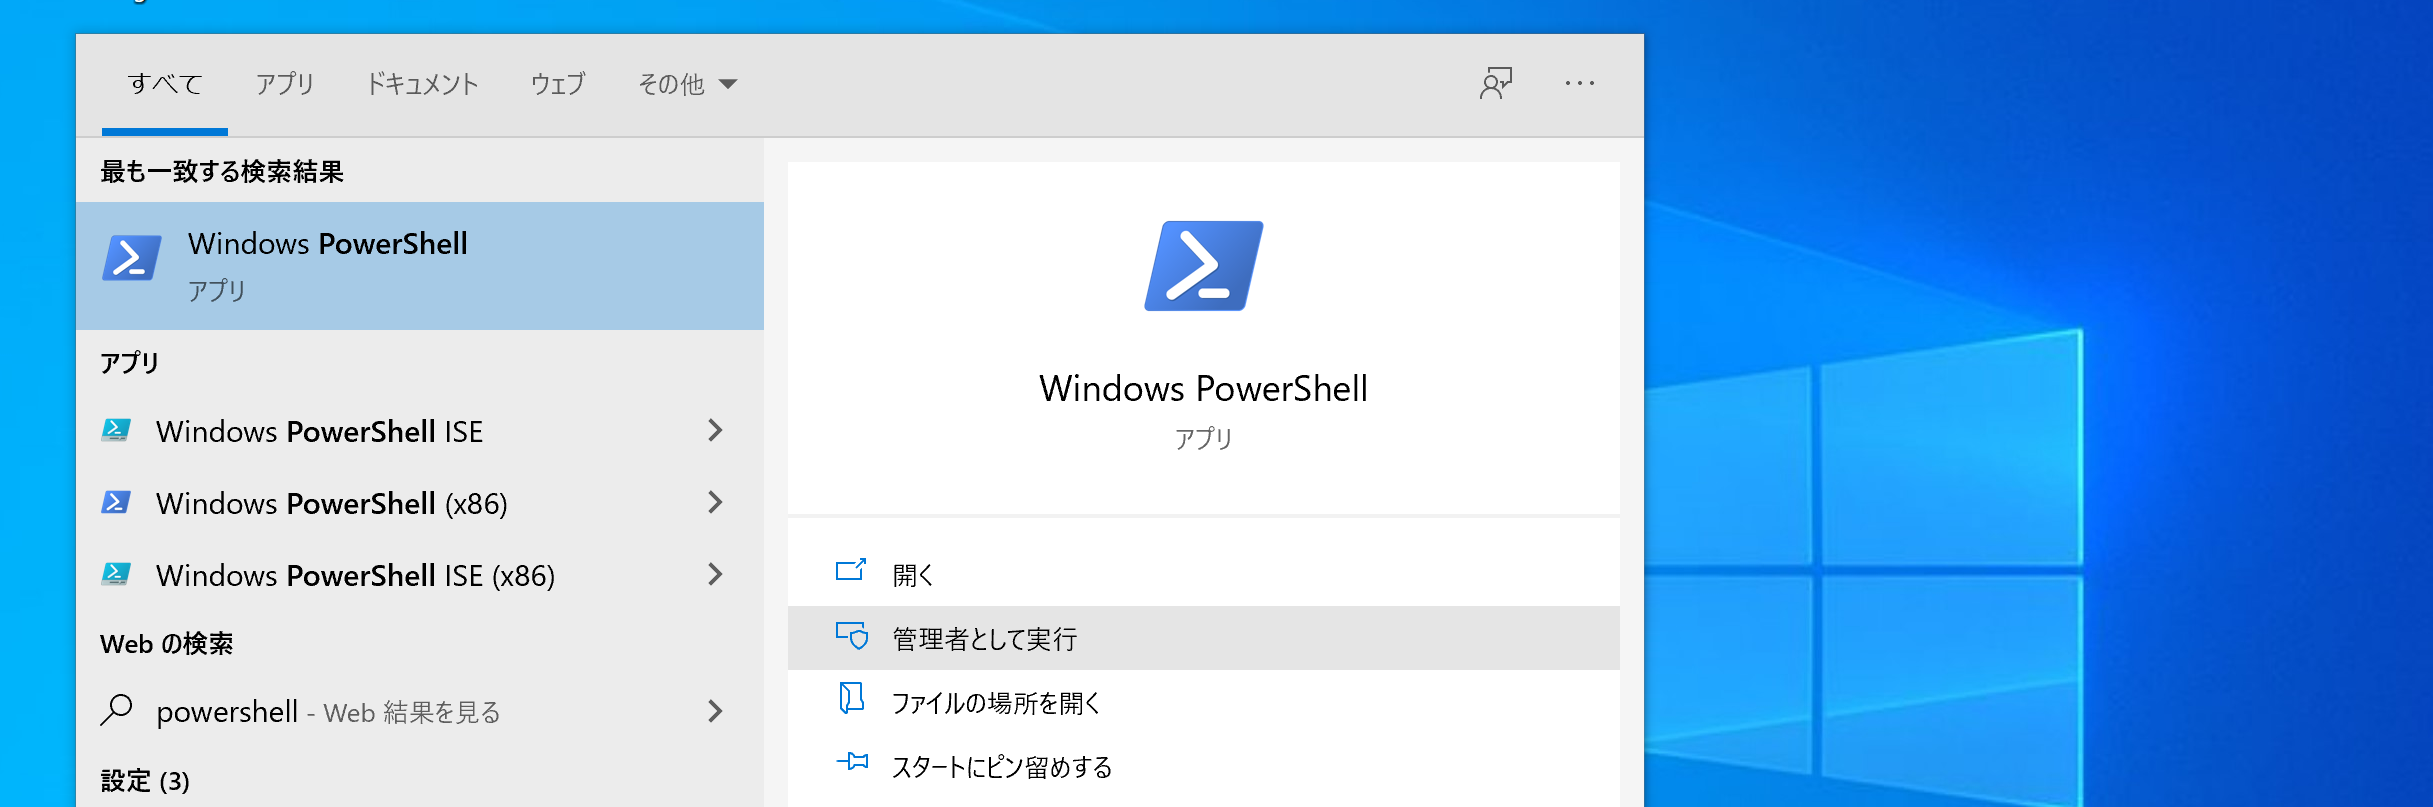 すべて アプリ ドキュメント ウェブ その他
最も一致する検索結果
Windows PowerShell
アプリ
アプリ
Windows PowerShell ISE
Windows PowerShell (x86)
Windows PowerShell ISE (x86)
Web の検索
powershell - Web 結果を見る
設定 (3)
Windows PowerShell
アプリ
開く
管理者として実行
ファイルの場所を開く
スタートにピン留めする